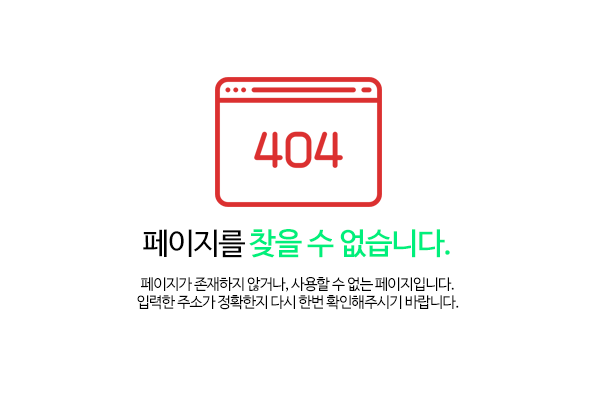 404
페이지를 찾을 수 없습니다.
페이지가 존재하지 않거나, 사용할 수 없는 페이지입니다.
입력한 주소가 정확한지 다시 한번 확인해주시기 바랍니다.